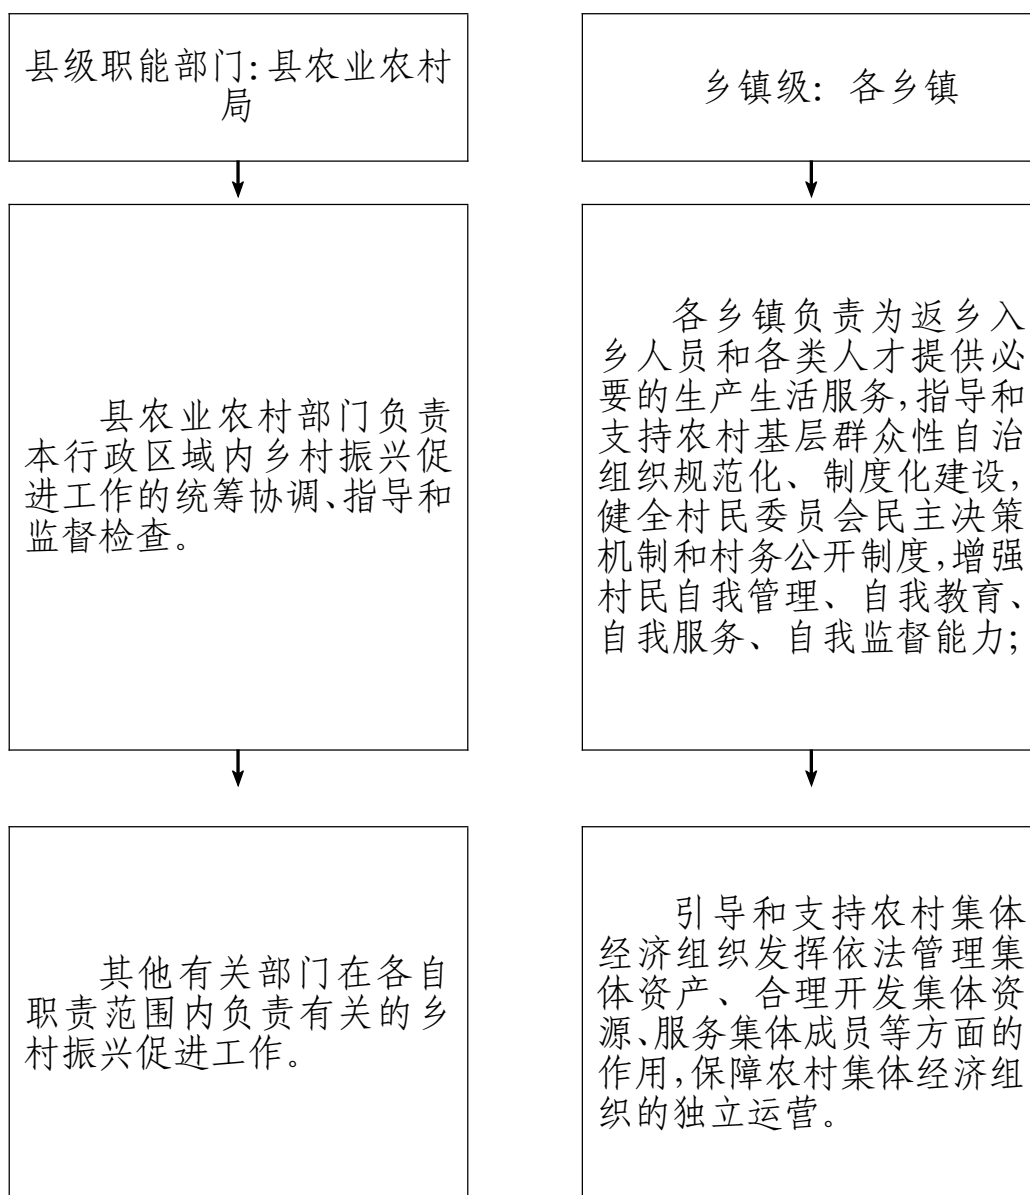 县级职能部门：县农业农村
局
县农业农村部门负责
本行政区域内乡村振兴促
进工作的统筹协调、指导和
监督检查。
其他有关部门在各自
职责范围内负责有关的乡
村振兴促进工作。
乡镇级：各乡镇
各乡镇负责为返乡入
乡人员和各类人才提供必
要的生产生活服务，指导和
支持农村基层群众性自治
组织规范化、制度化建设，
健全村民委员会民主决策
机制和村务公开制度，增强
村民自我管理、自我教育、
自我服务、自我监督能力；
引导和支持农村集体
经济组织发挥依法管理集
体资产、合理开发集体资
源、服务集体成员等方面的
作用，保障农村集体经济组
织的独立运营。